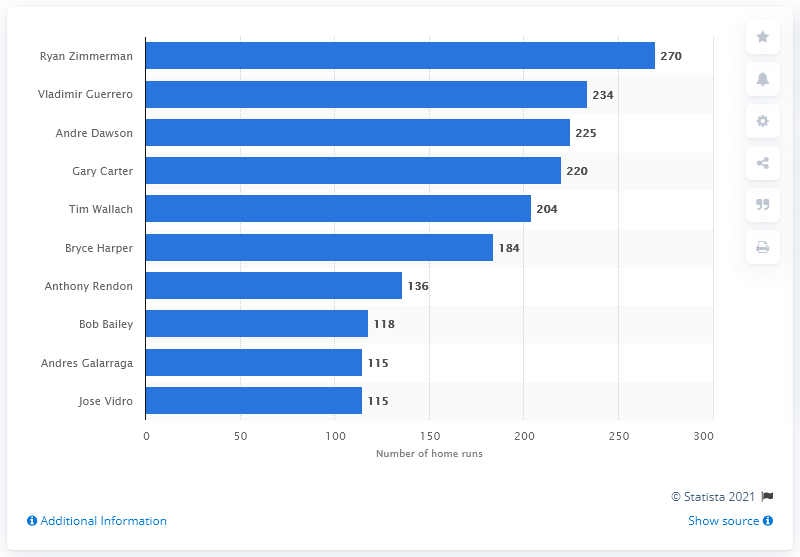 Ryan Zimmerman 270
Vladimir Guerrero 234
Andre Dawson 225
Gary Carter 220
Tim Wallach 204
Bryce Harper 184
Anthony Rendon 136
Bob Bailey 118
Andres Galarraga 115
Jose Vidro 115
0 50 100 150 200 250 300
Number of home runs
© Statista 2021
Additional Information Show source